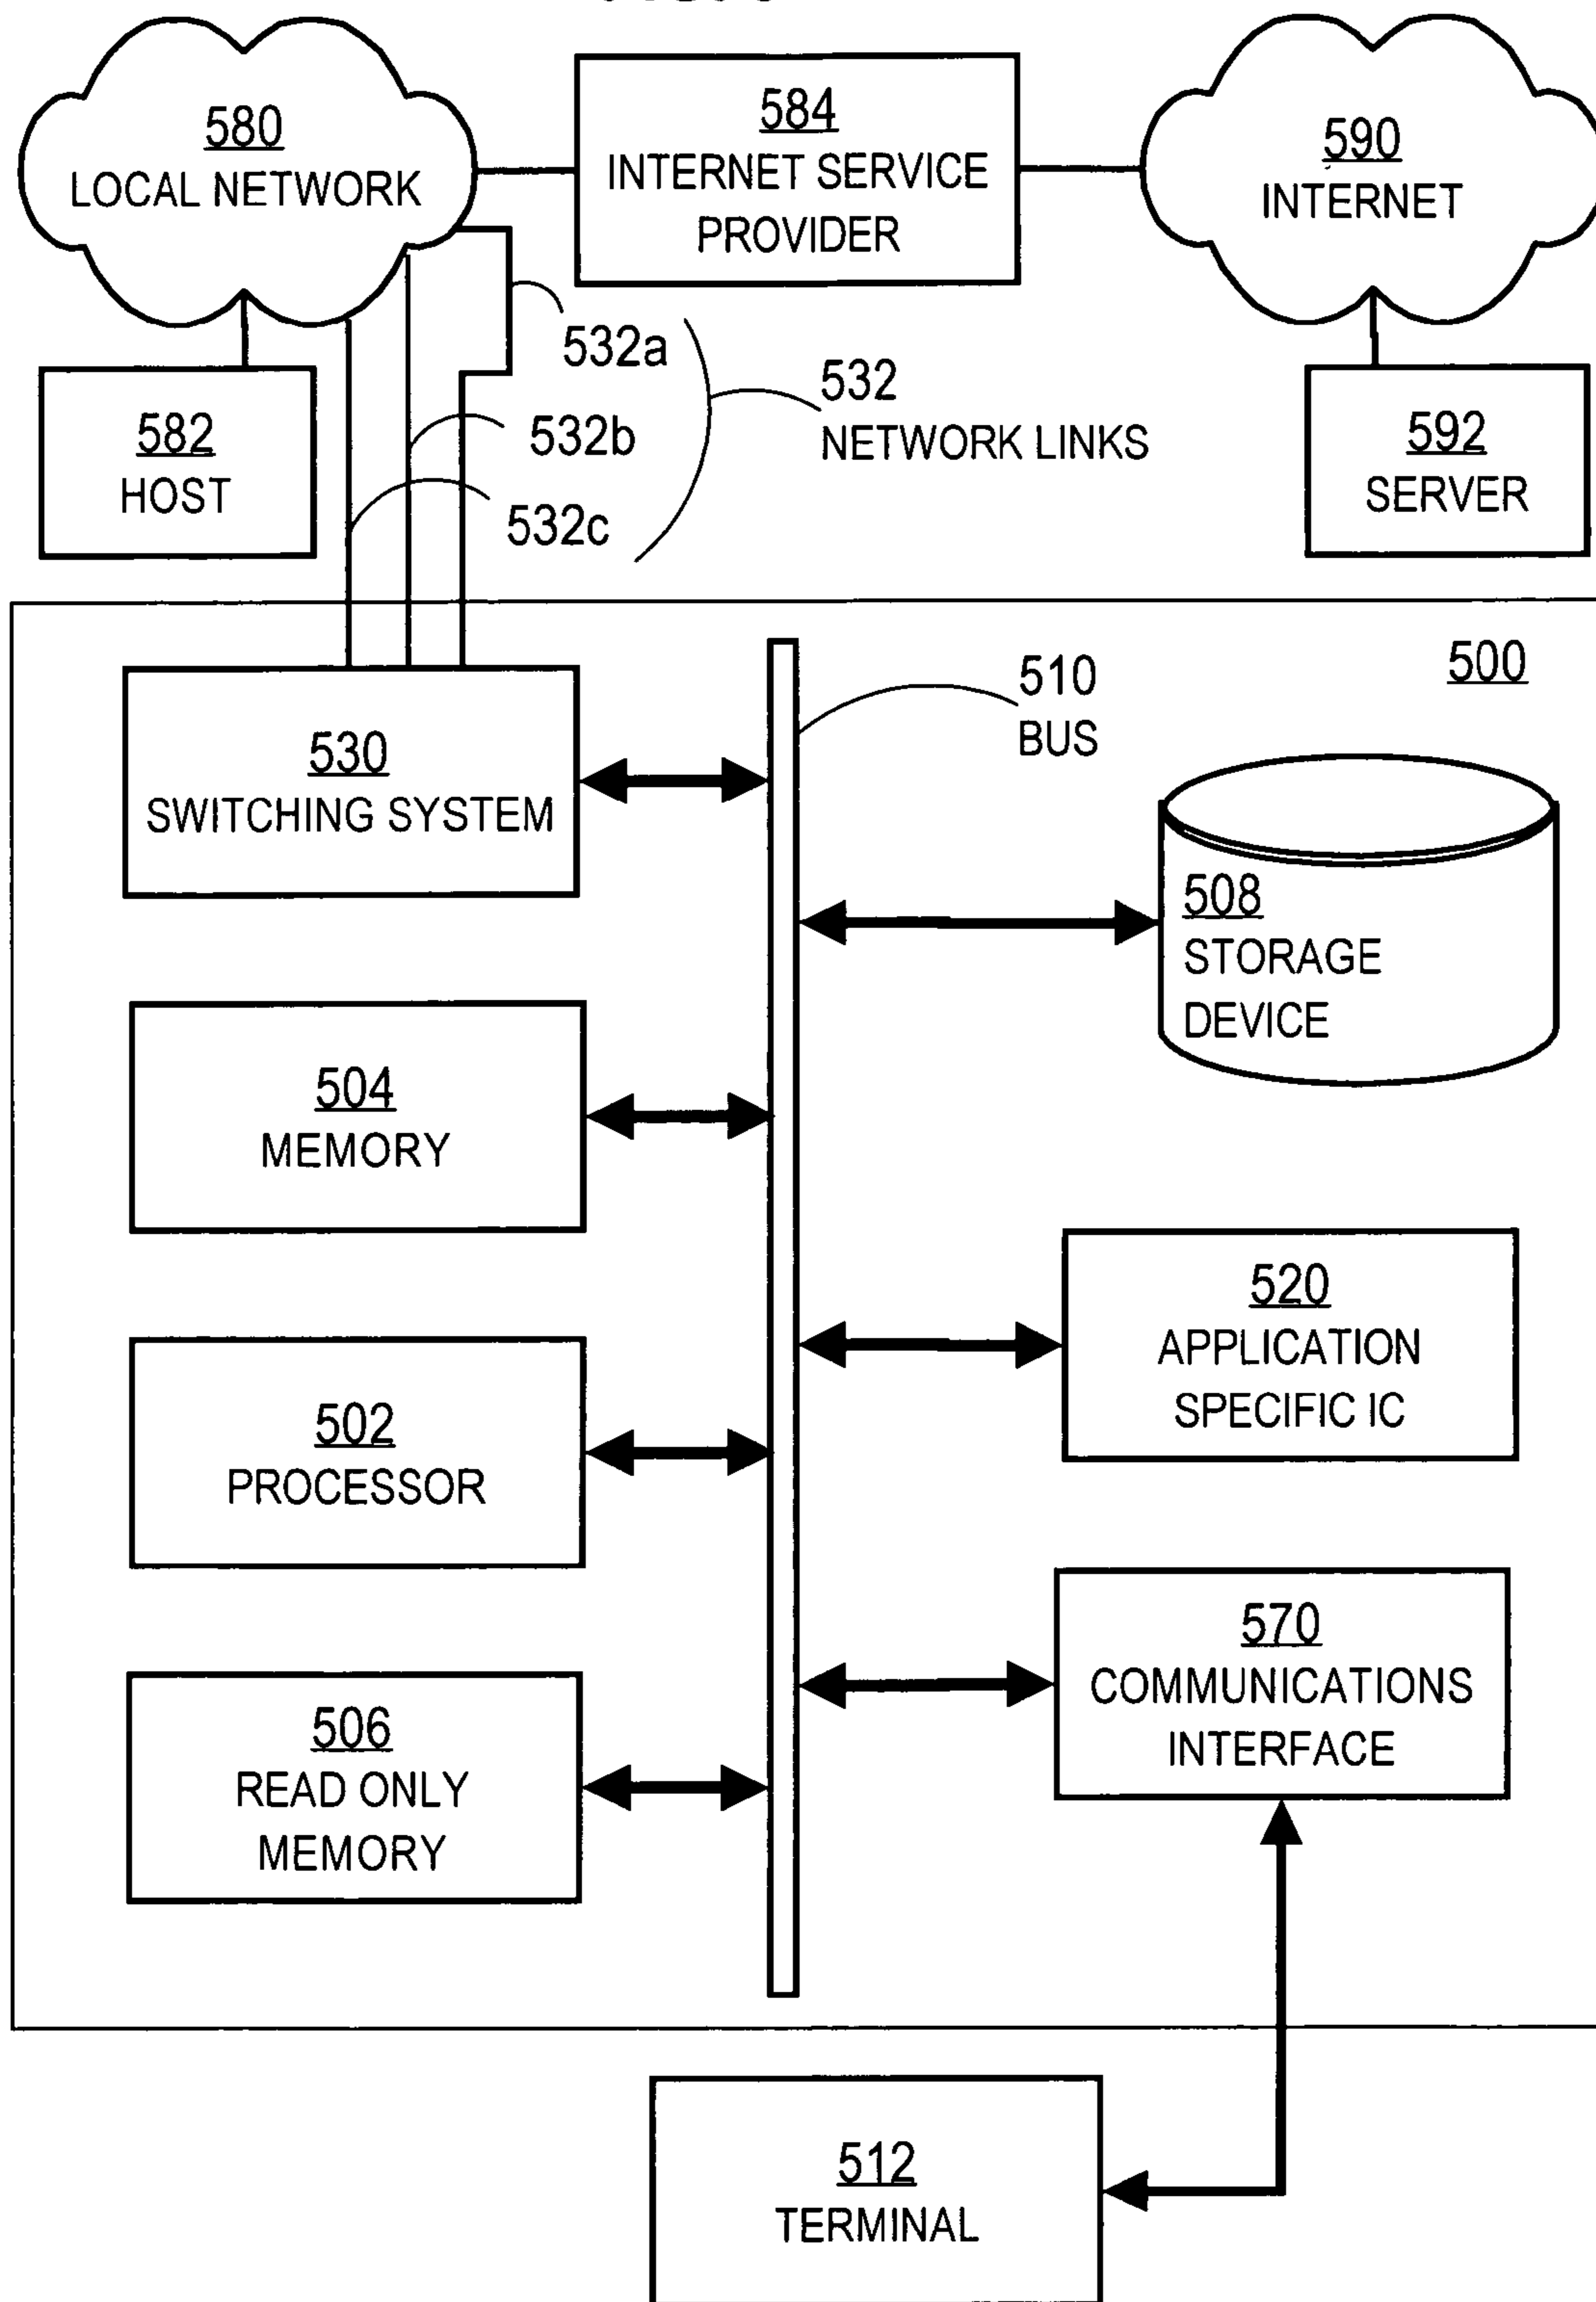 580
LOCAL NETWORK
584
INTERNET SERVICE
PROVIDER
590
INTERNET
532a
532
NETWORK LINKS
532b
532c
582
HOST
592
SERVER
500
510
BUS
530
SWITCHING SYSTEM
508
STORAGE
DEVICE
504
MEMORY
520
APPLICATION
SPECIFIC IC
502
PROCESSOR
570
COMMUNICATIONS
INTERFACE
506
READ ONLY
MEMORY
512
TERMINAL